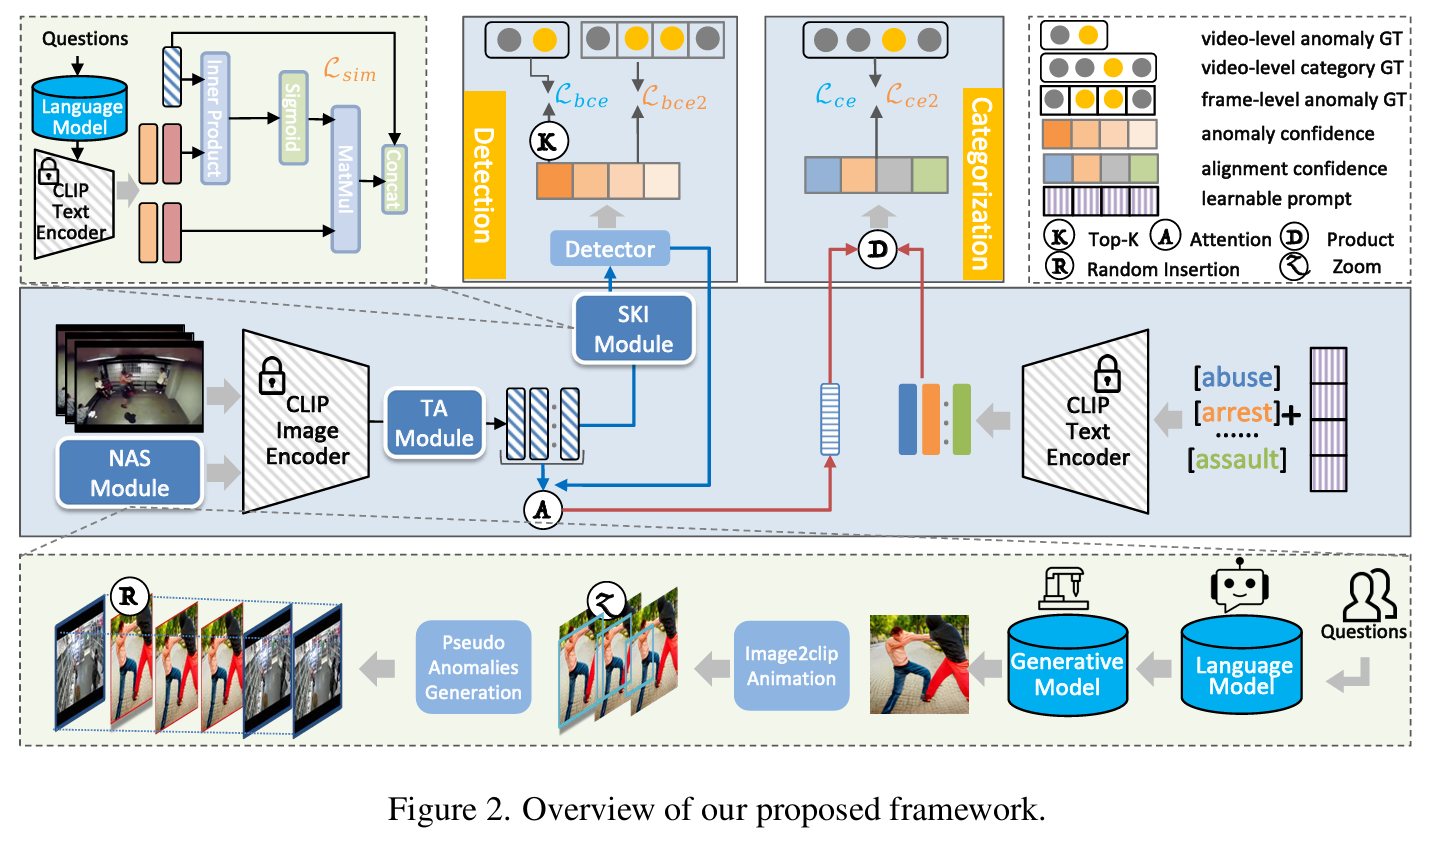 Questions
Language
Model
CLIP
Text
Encoder
Inner Product
Sigmoid
MatMul
Concat
ℒsim
Detection
ℒbce
ℒbce2
K
Detector
Categorization
ℒce
ℒce2
D
video-level anomaly GT
video-level category GT
frame-level anomaly GT
anomaly confidence
alignment confidence
learnable prompt
K Top-K A Attention D Product
R Random Insertion Z Zoom
NAS
Module
CLIP
Image
Encoder
TA
Module
SKI
Module
A
CLIP
Text
Encoder
[abuse]
[arrest]+
......
[assault]
R
Pseudo
Anomalies
Generation
Z
Image2clip
Animation
Generative
Model
Language
Model
Questions
Figure 2. Overview of our proposed framework.